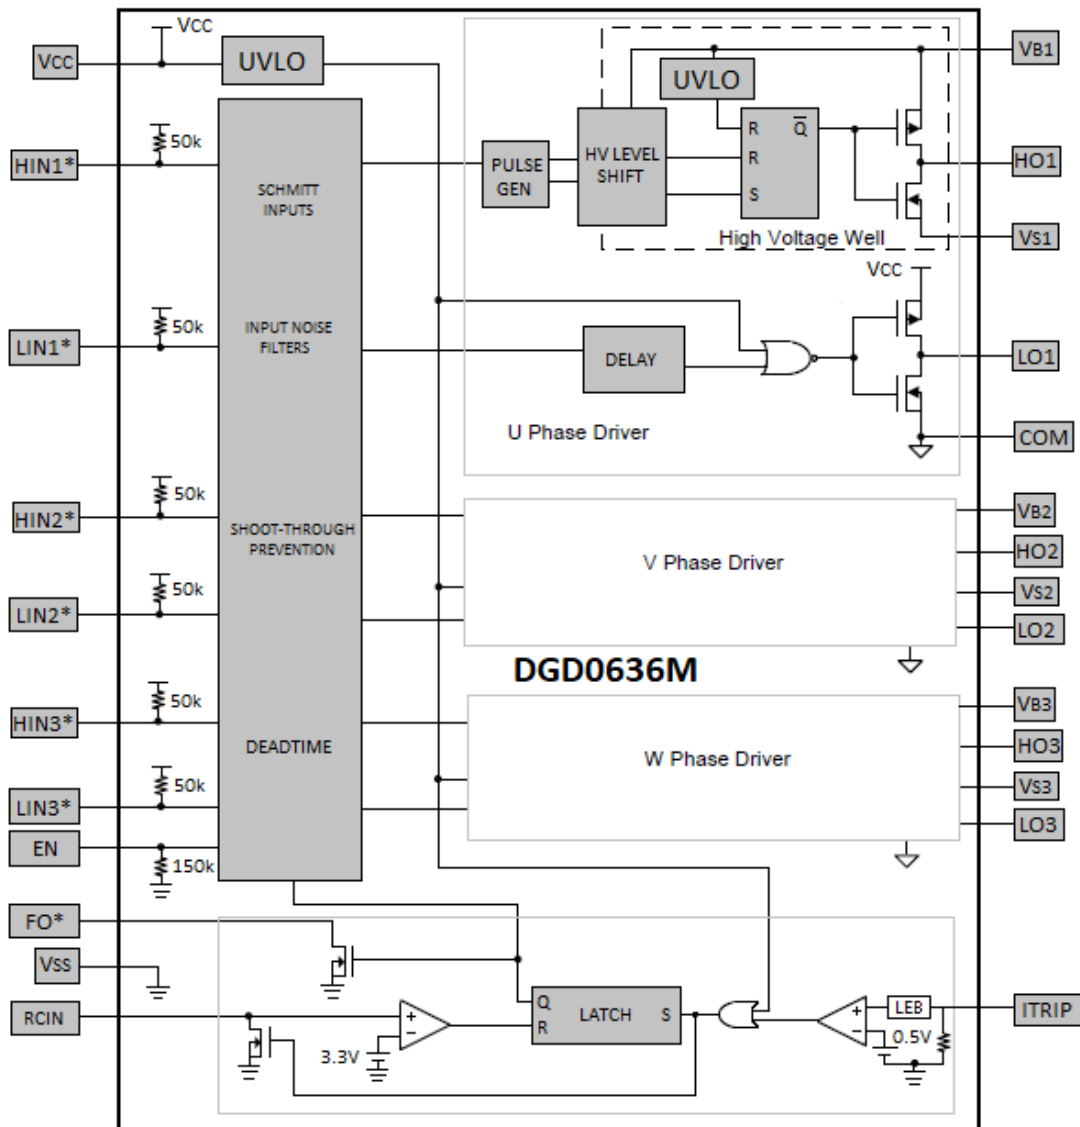 VCC
VCC
UVLO
VB1
UVLO
50k
R
Q
HIN1*
PULSE
GEN
HV LEVEL
SHIFT
R
HO1
SCHMITT
INPUTS
S
High Voltage Well
VS1
VCC
50k
INPUT NOISE
FILTERS
LIN1*
DELAY
LO1
U Phase Driver
COM
50k
HIN2*
SHOOT-THROUGH
PREVENTION
VB2
V Phase Driver
HO2
50k
VS2
LIN2*
LO2
DGD0636M
50k
HIN3*
DEADTIME
VB3
W Phase Driver
HO3
50k
VS3
LIN3*
LO3
EN
150k
FO*
VSS
RCIN
+
-
3.3V
Q
R
LATCH
S
+
-
LEB
0.5V
ITRIP